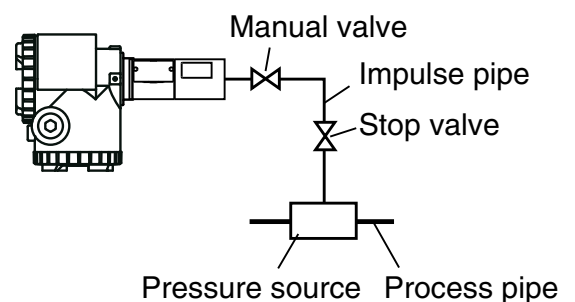 Manual valve
Impulse pipe
Stop valve
Pressure source
Process pipe